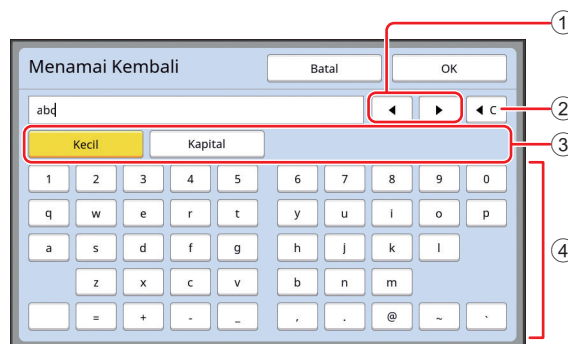 ①
Menamai Kembali Batal OK
abc ◀ ▶ ◀ C ②
Kecil Kapital ③
1 2 3 4 5 6 7 8 9 0
q w e r t y u i o p
a s d f g h j k l ④
z x c v b n m
= + - _ , . @ ~ `